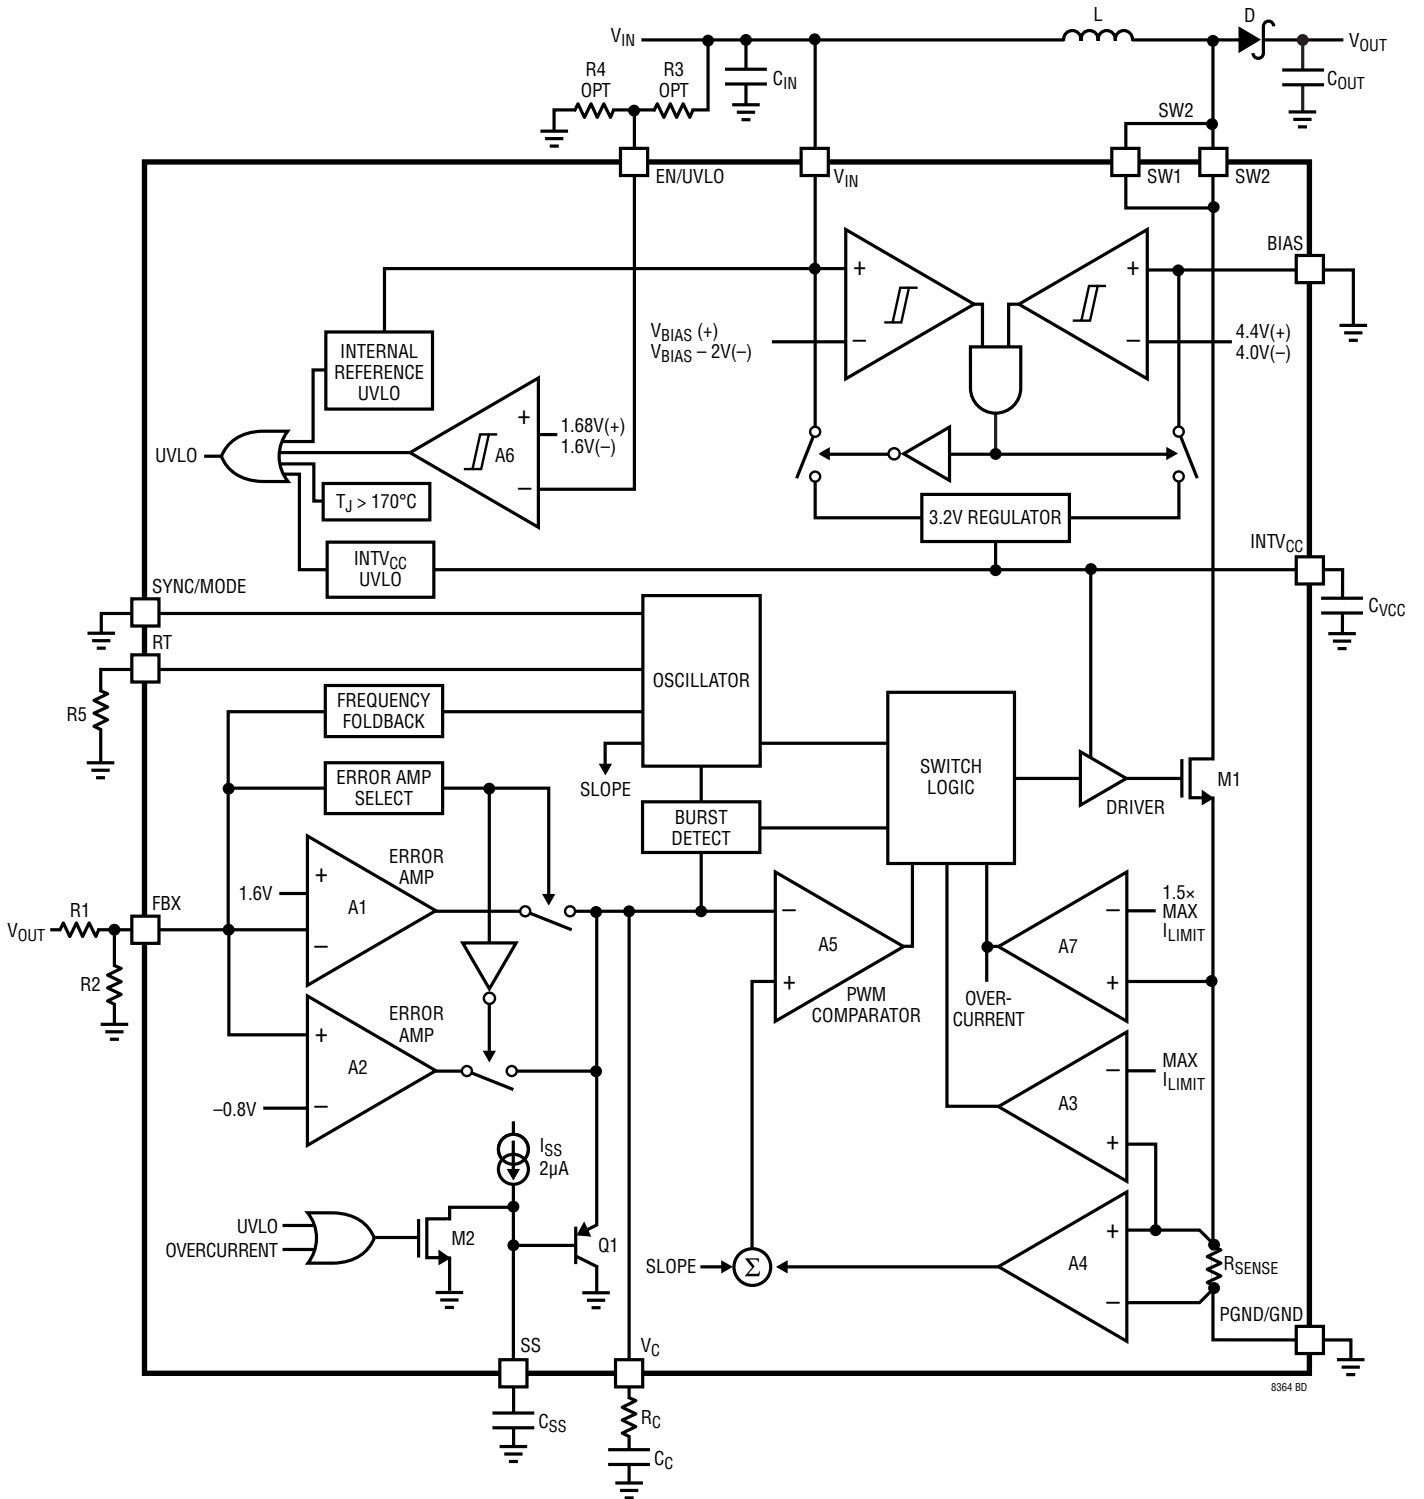 L
D
VIN
VOUT
R4
OPT
R3
OPT
CIN
COUT
SW2
EN/UVLO
VIN
SW1
SW2
BIAS
+
+
VBIAS (+)
VBIAS – 2V(–)
–
–
4.4V(+)
4.0V(–)
INTERNAL
REFERENCE
UVLO
+
1.68V(+)
1.6V(–)
A6
–
UVLO
TJ > 170°C
3.2V REGULATOR
INTVCC
UVLO
INTVCC
CVCC
SYNC/MODE
RT
R5
OSCILLATOR
FREQUENCY
FOLDBACK
SLOPE
ERROR AMP
SELECT
BURST
DETECT
SWITCH
LOGIC
DRIVER
M1
ERROR
AMP
+
1.6V
A1
–
FBX
R1
VOUT
R2
–
A5
+
PWM
COMPARATOR
–
1.5×
MAX
ILIMIT
A7
+
OVER-
CURRENT
ERROR
AMP
+
A2
–0.8V
–
–
MAX
ILIMIT
A3
+
ISS
2µA
UVLO
OVERCURRENT
M2
Q1
SLOPE
Σ
+
A4
–
RSENSE
PGND/GND
SS
VC
8364 BD
CSS
RC
CC